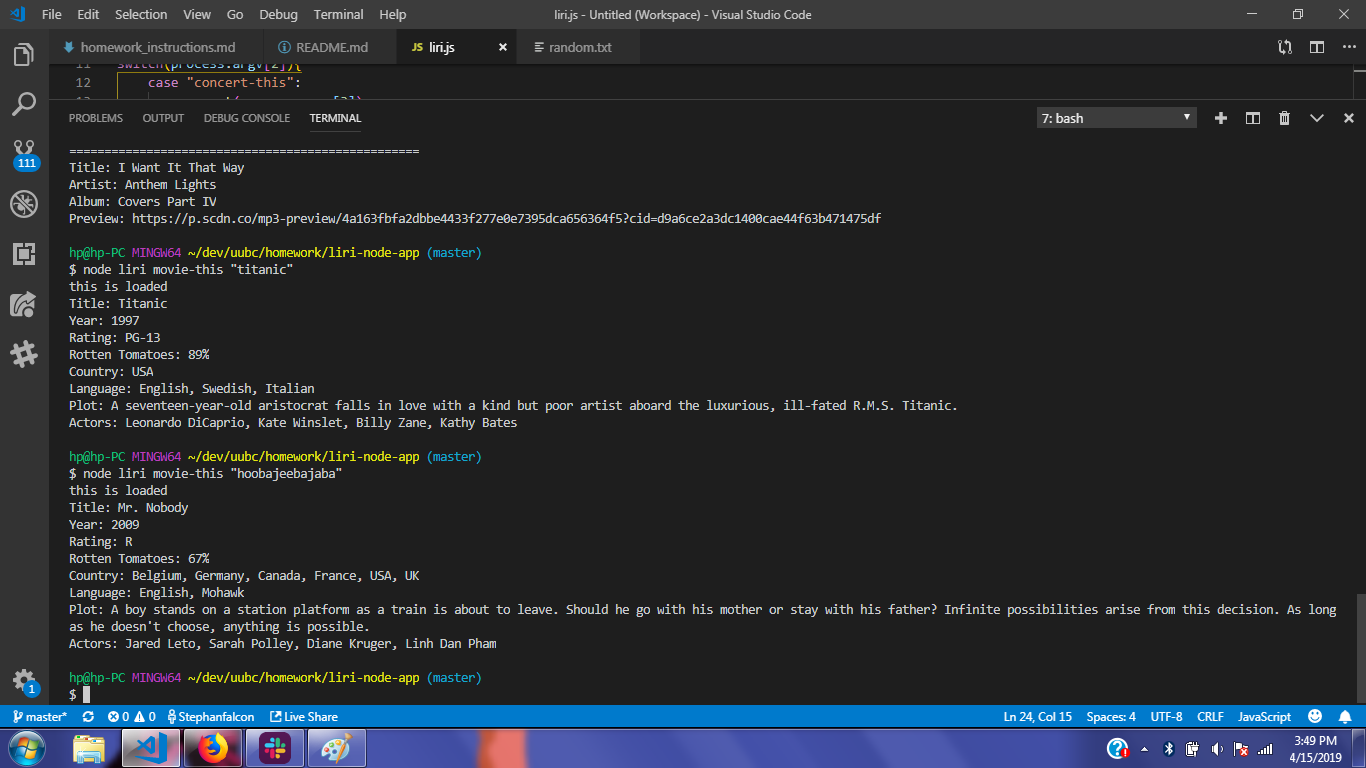 File Edit Selection View Go Debug Terminal Help liri.js - Untitled (Workspace) - Visual Studio Code
homework_instructions.md README.md JS liri.js random.txt
11 switch(process.argv[2]){
12 case "concert-this":
PROBLEMS OUTPUT DEBUG CONSOLE TERMINAL 7: bash
==================================================
Title: I Want It That Way
Artist: Anthem Lights
Album: Covers Part IV
Preview: https://p.scdn.co/mp3-preview/4a163fbfa2dbbe4433f277e0e7395dca656364f5?cid=d9a6ce2a3dc1400cae44f63b471475df
hp@hp-PC MINGW64 ~/dev/uubc/homework/liri-node-app (master)
$ node liri movie-this "titanic"
this is loaded
Title: Titanic
Year: 1997
Rating: PG-13
Rotten Tomatoes: 89%
Country: USA
Language: English, Swedish, Italian
Plot: A seventeen-year-old aristocrat falls in love with a kind but poor artist aboard the luxurious, ill-fated R.M.S. Titanic.
Actors: Leonardo DiCaprio, Kate Winslet, Billy Zane, Kathy Bates
hp@hp-PC MINGW64 ~/dev/uubc/homework/liri-node-app (master)
$ node liri movie-this "hoobajeebajaba"
this is loaded
Title: Mr. Nobody
Year: 2009
Rating: R
Rotten Tomatoes: 67%
Country: Belgium, Germany, Canada, France, USA, UK
Language: English, Mohawk
Plot: A boy stands on a station platform as a train is about to leave. Should he go with his mother or stay with his father? Infinite possibilities arise from this decision. As long
as he doesn't choose, anything is possible.
Actors: Jared Leto, Sarah Polley, Diane Kruger, Linh Dan Pham
hp@hp-PC MINGW64 ~/dev/uubc/homework/liri-node-app (master)
$
111
1
master* 0 0 Stephanfalcon Live Share Ln 24, Col 15 Spaces: 4 UTF-8 CRLF JavaScript
3:49 PM
4/15/2019